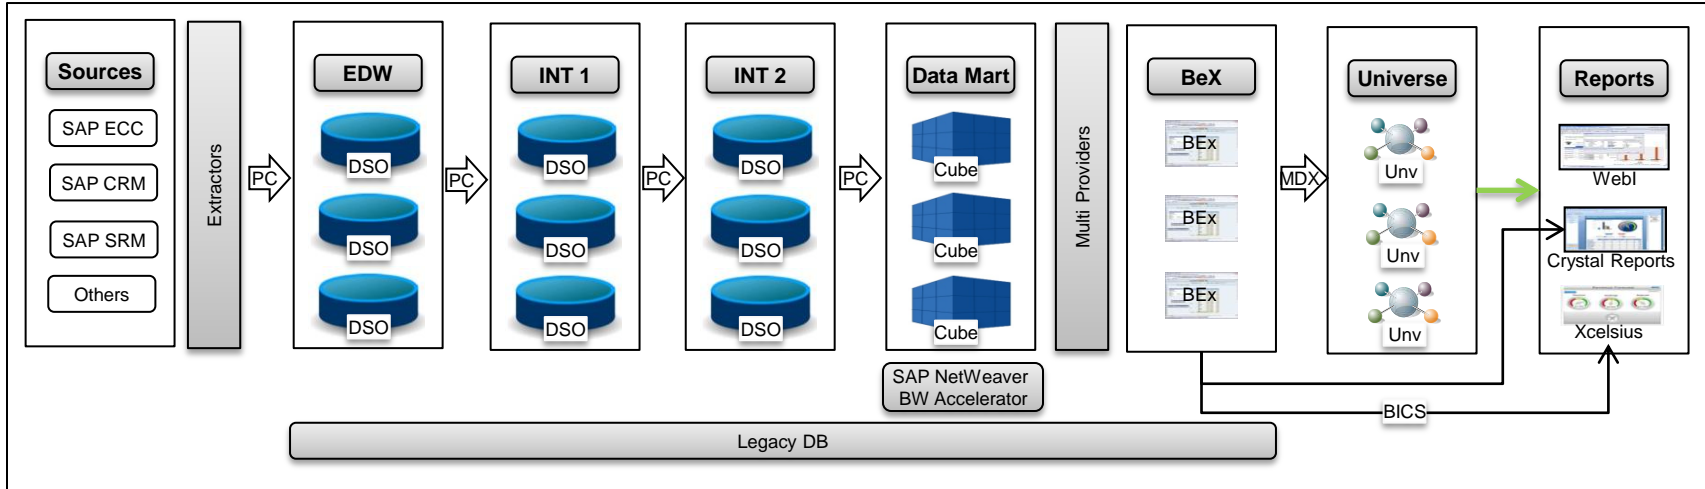 Sources
SAP ECC
SAP CRM
SAP SRM
Others
Extractors
PC
EDW
DSO
DSO
DSO
PC
INT 1
DSO
DSO
DSO
PC
INT 2
DSO
DSO
DSO
PC
Data Mart
Cube
Cube
Cube
SAP NetWeaver
BW Accelerator
Multi Providers
BeX
BEx
BEx
BEx
MDX
Universe
Unv
Unv
Unv
Reports
WebI
Crystal Reports
Xcelsius
BICS
Legacy DB